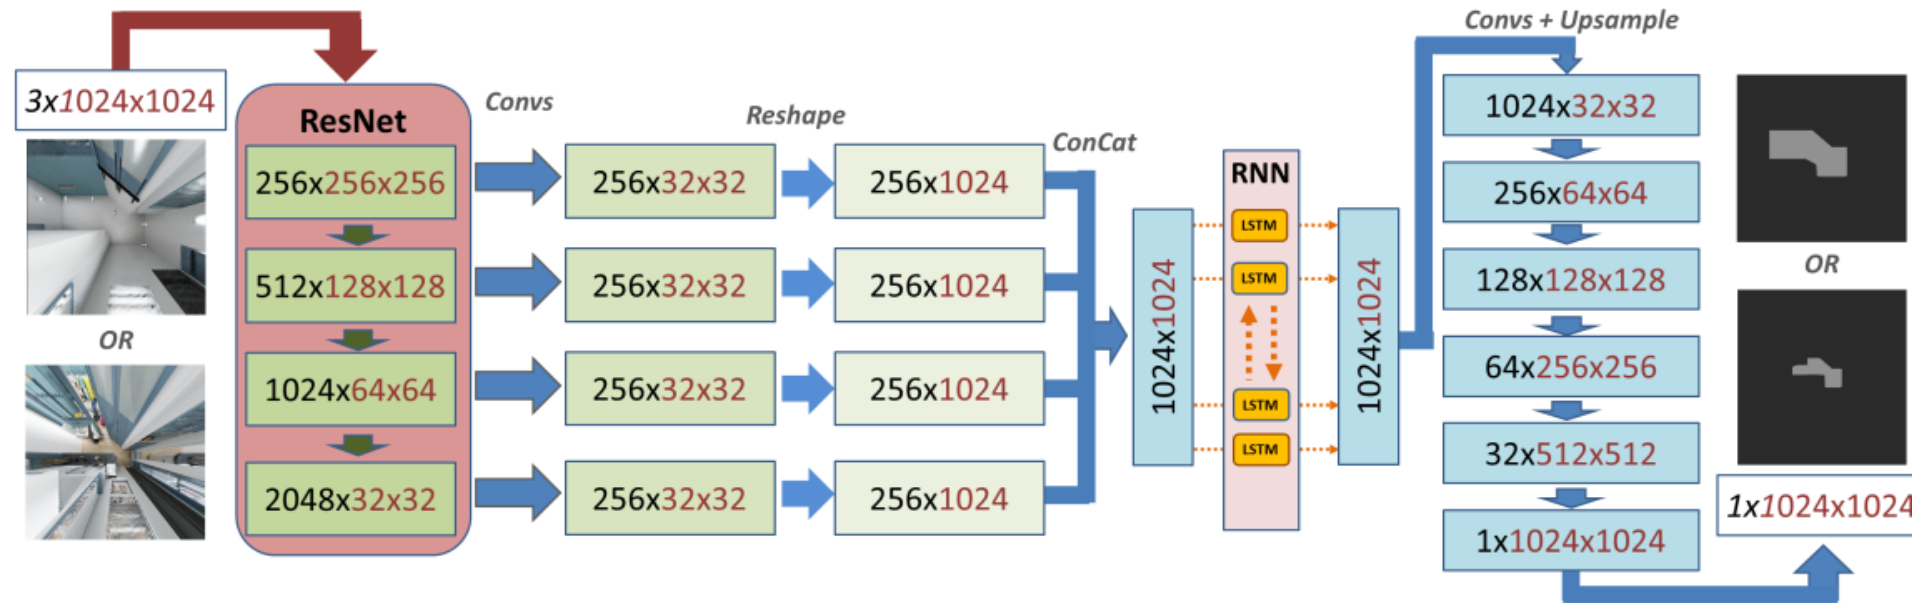 3x1024x1024
OR
ResNet
256x256x256
512x128x128
1024x64x64
2048x32x32
Convs
256x32x32
256x32x32
256x32x32
256x32x32
Reshape
256x1024
256x1024
256x1024
256x1024
ConCat
1024x1024
RNN
LSTM
LSTM
LSTM
LSTM
1024x1024
Convs + Upsample
1024x32x32
256x64x64
128x128x128
64x256x256
32x512x512
1x1024x1024
OR
1x1024x1024